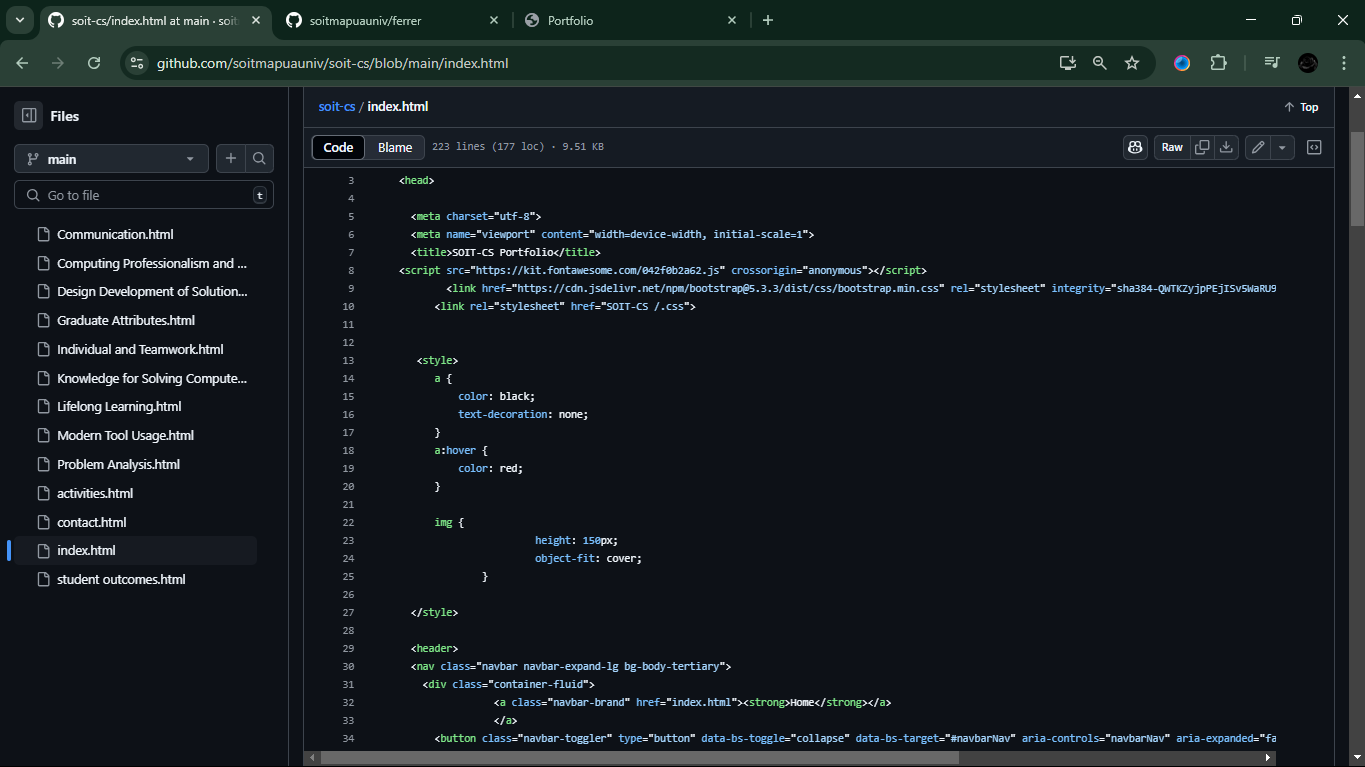 soit-cs/index.html at main · soit
soitmapuauniv/ferrer
Portfolio
github.com/soitmapuauniv/soit-cs/blob/main/index.html
Files
main
Go to file
t
Communication.html
Computing Professionalism and ...
Design Development of Solution...
Graduate Attributes.html
Individual and Teamwork.html
Knowledge for Solving Compute...
Lifelong Learning.html
Modern Tool Usage.html
Problem Analysis.html
activities.html
contact.html
index.html
student outcomes.html
soit-cs / index.html
Top
Code Blame 223 lines (177 loc) · 9.51 KB
Raw
3 <head>
4
5 <meta charset="utf-8">
6 <meta name="viewport" content="width=device-width, initial-scale=1">
7 <title>SOIT-CS Portfolio</title>
8 <script src="https://kit.fontawesome.com/042f0b2a62.js" crossorigin="anonymous"></script>
9 <link href="https://cdn.jsdelivr.net/npm/bootstrap@5.3.3/dist/css/bootstrap.min.css" rel="stylesheet" integrity="sha384-QWTKZyjpPEjISv5WaRU9
10 <link rel="stylesheet" href="SOIT-CS /.css">
11
12
13 <style>
14 a {
15 color: black;
16 text-decoration: none;
17 }
18 a:hover {
19 color: red;
20 }
21
22 img {
23 height: 150px;
24 object-fit: cover;
25 }
26
27 </style>
28
29 <header>
30 <nav class="navbar navbar-expand-lg bg-body-tertiary">
31 <div class="container-fluid">
32 <a class="navbar-brand" href="index.html"><strong>Home</strong></a>
33 </a>
34 <button class="navbar-toggler" type="button" data-bs-toggle="collapse" data-bs-target="#navbarNav" aria-controls="navbarNav" aria-expanded="fa